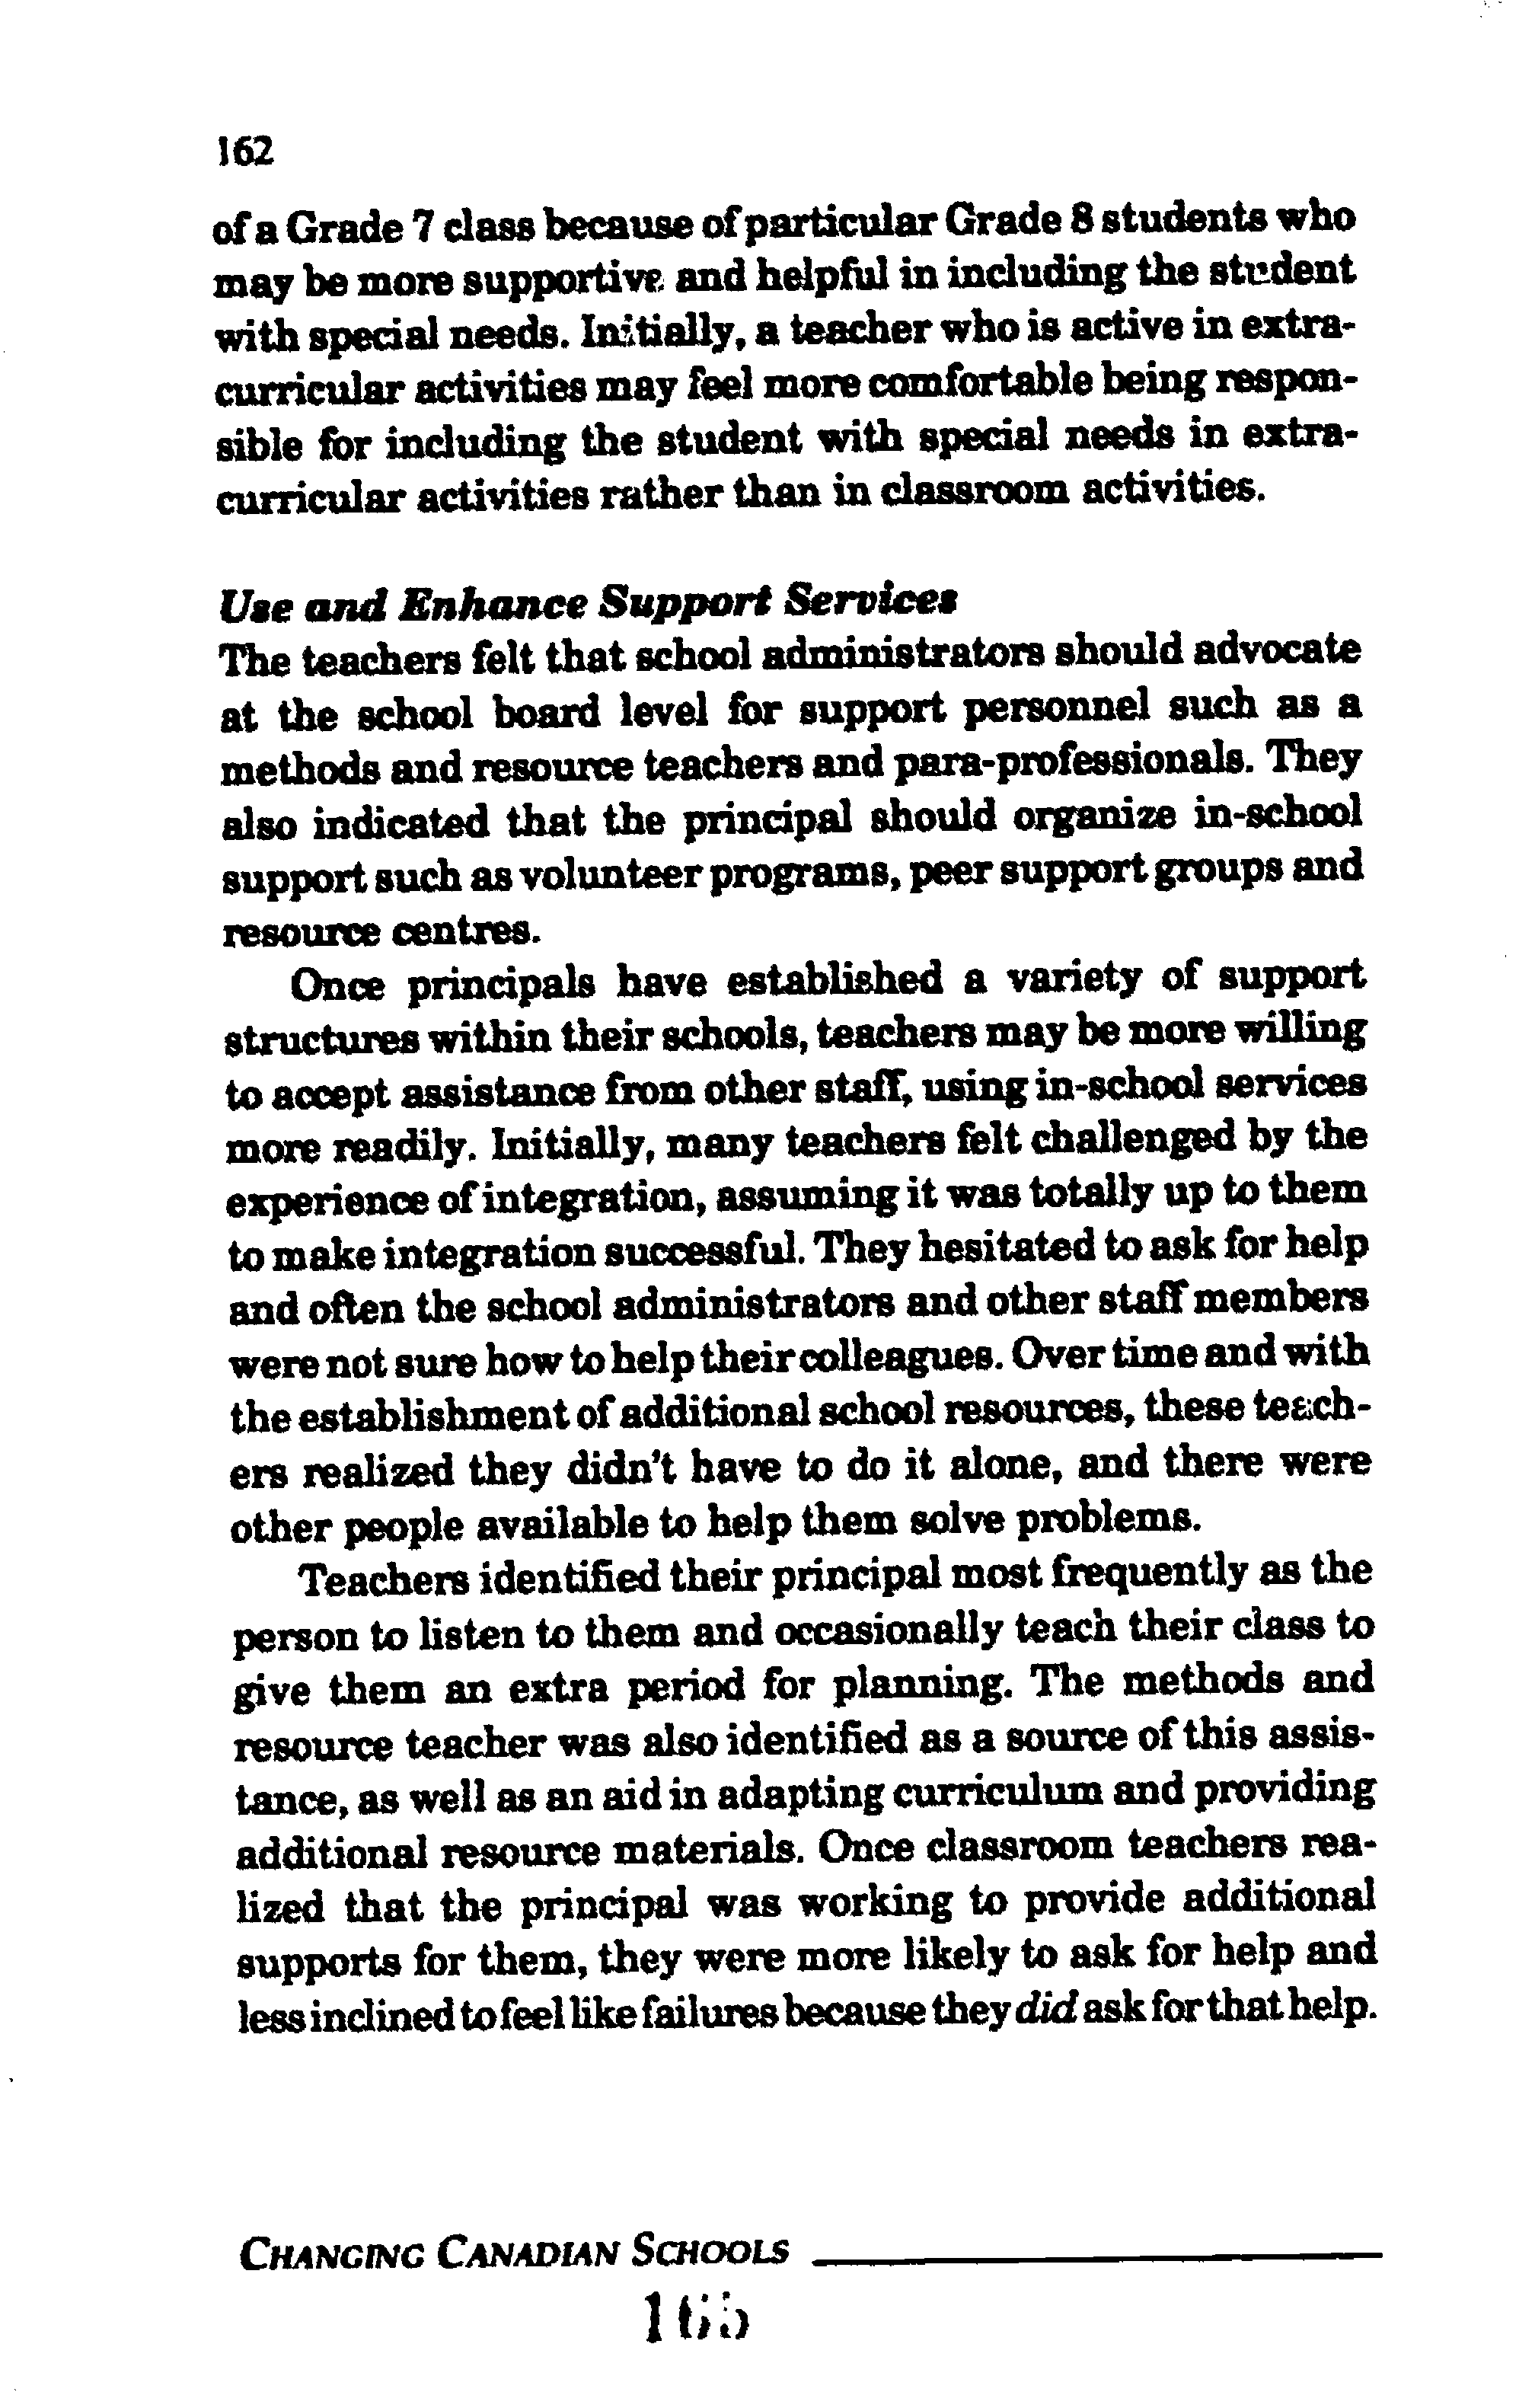 162
of a Grade 7 class because of particular Grade 8 students who
may be more supportive and helpful in including the student
with special needs. Initially, a teacher who is active in extra-
curricular activities may feel more comfortable being respon-
sible for including the student with special needs in extra-
curricular activities rather than in classroom activities.
Use and Enhance Support Services
The teachers felt that school administrators should advocate
at the school board level for support personnel such as a
methods and resource teachers and para-professionals. They
also indicated that the principal should organize in-school
support such as volunteer programs, peer support groups and
resource centres.
Once principals have established a variety of support
structures within their schools, teachers may be more willing
to accept assistance from other staff, using in-school services
more readily. Initially, many teachers felt challenged by the
experience of integration, assuming it was totally up to them
to make integration successful. They hesitated to ask for help
and often the school administrators and other staff members
were not sure how to help their colleagues. Over time and with
the establishment of additional school resources, these teach-
ers realized they didn't have to do it alone, and there were
other people available to help them solve problems.
Teachers identified their principal most frequently as the
person to listen to them and occasionally teach their class to
give them an extra period for planning. The methods and
resource teacher was also identified as a source of this assis-
tance, as well as an aid in adapting curriculum and providing
additional resource materials. Once classroom teachers rea-
lized that the principal was working to provide additional
supports for them, they were more likely to ask for help and
less inclined to feel like failures because they did ask for that help.
CHANGING CANADIAN SCHOOLS
165